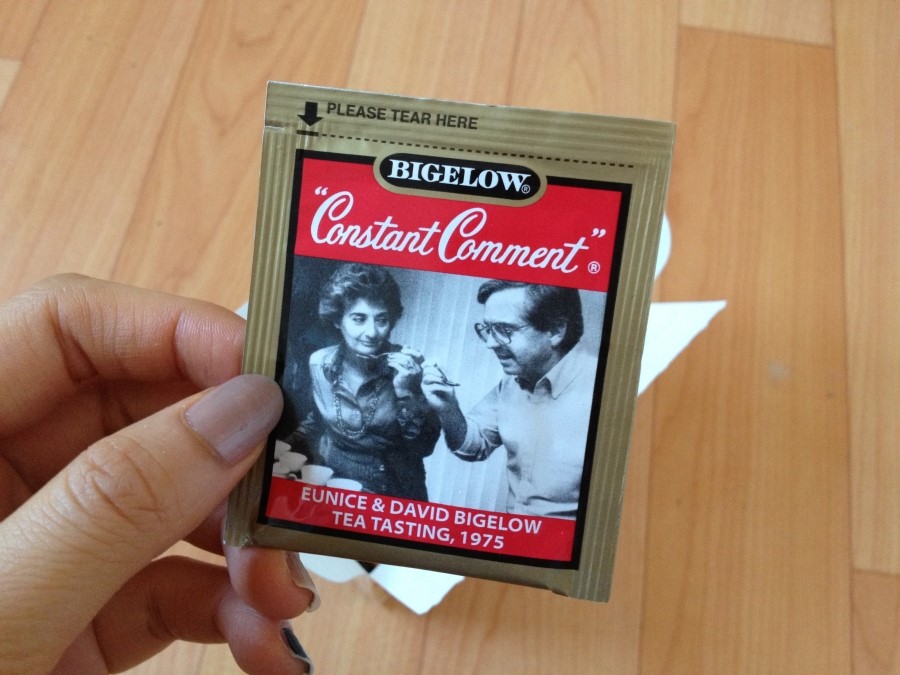 PLEASE TEAR HERE
BIGELOW®
"Constant Comment"®
EUNICE & DAVID BIGELOW
TEA TASTING, 1975